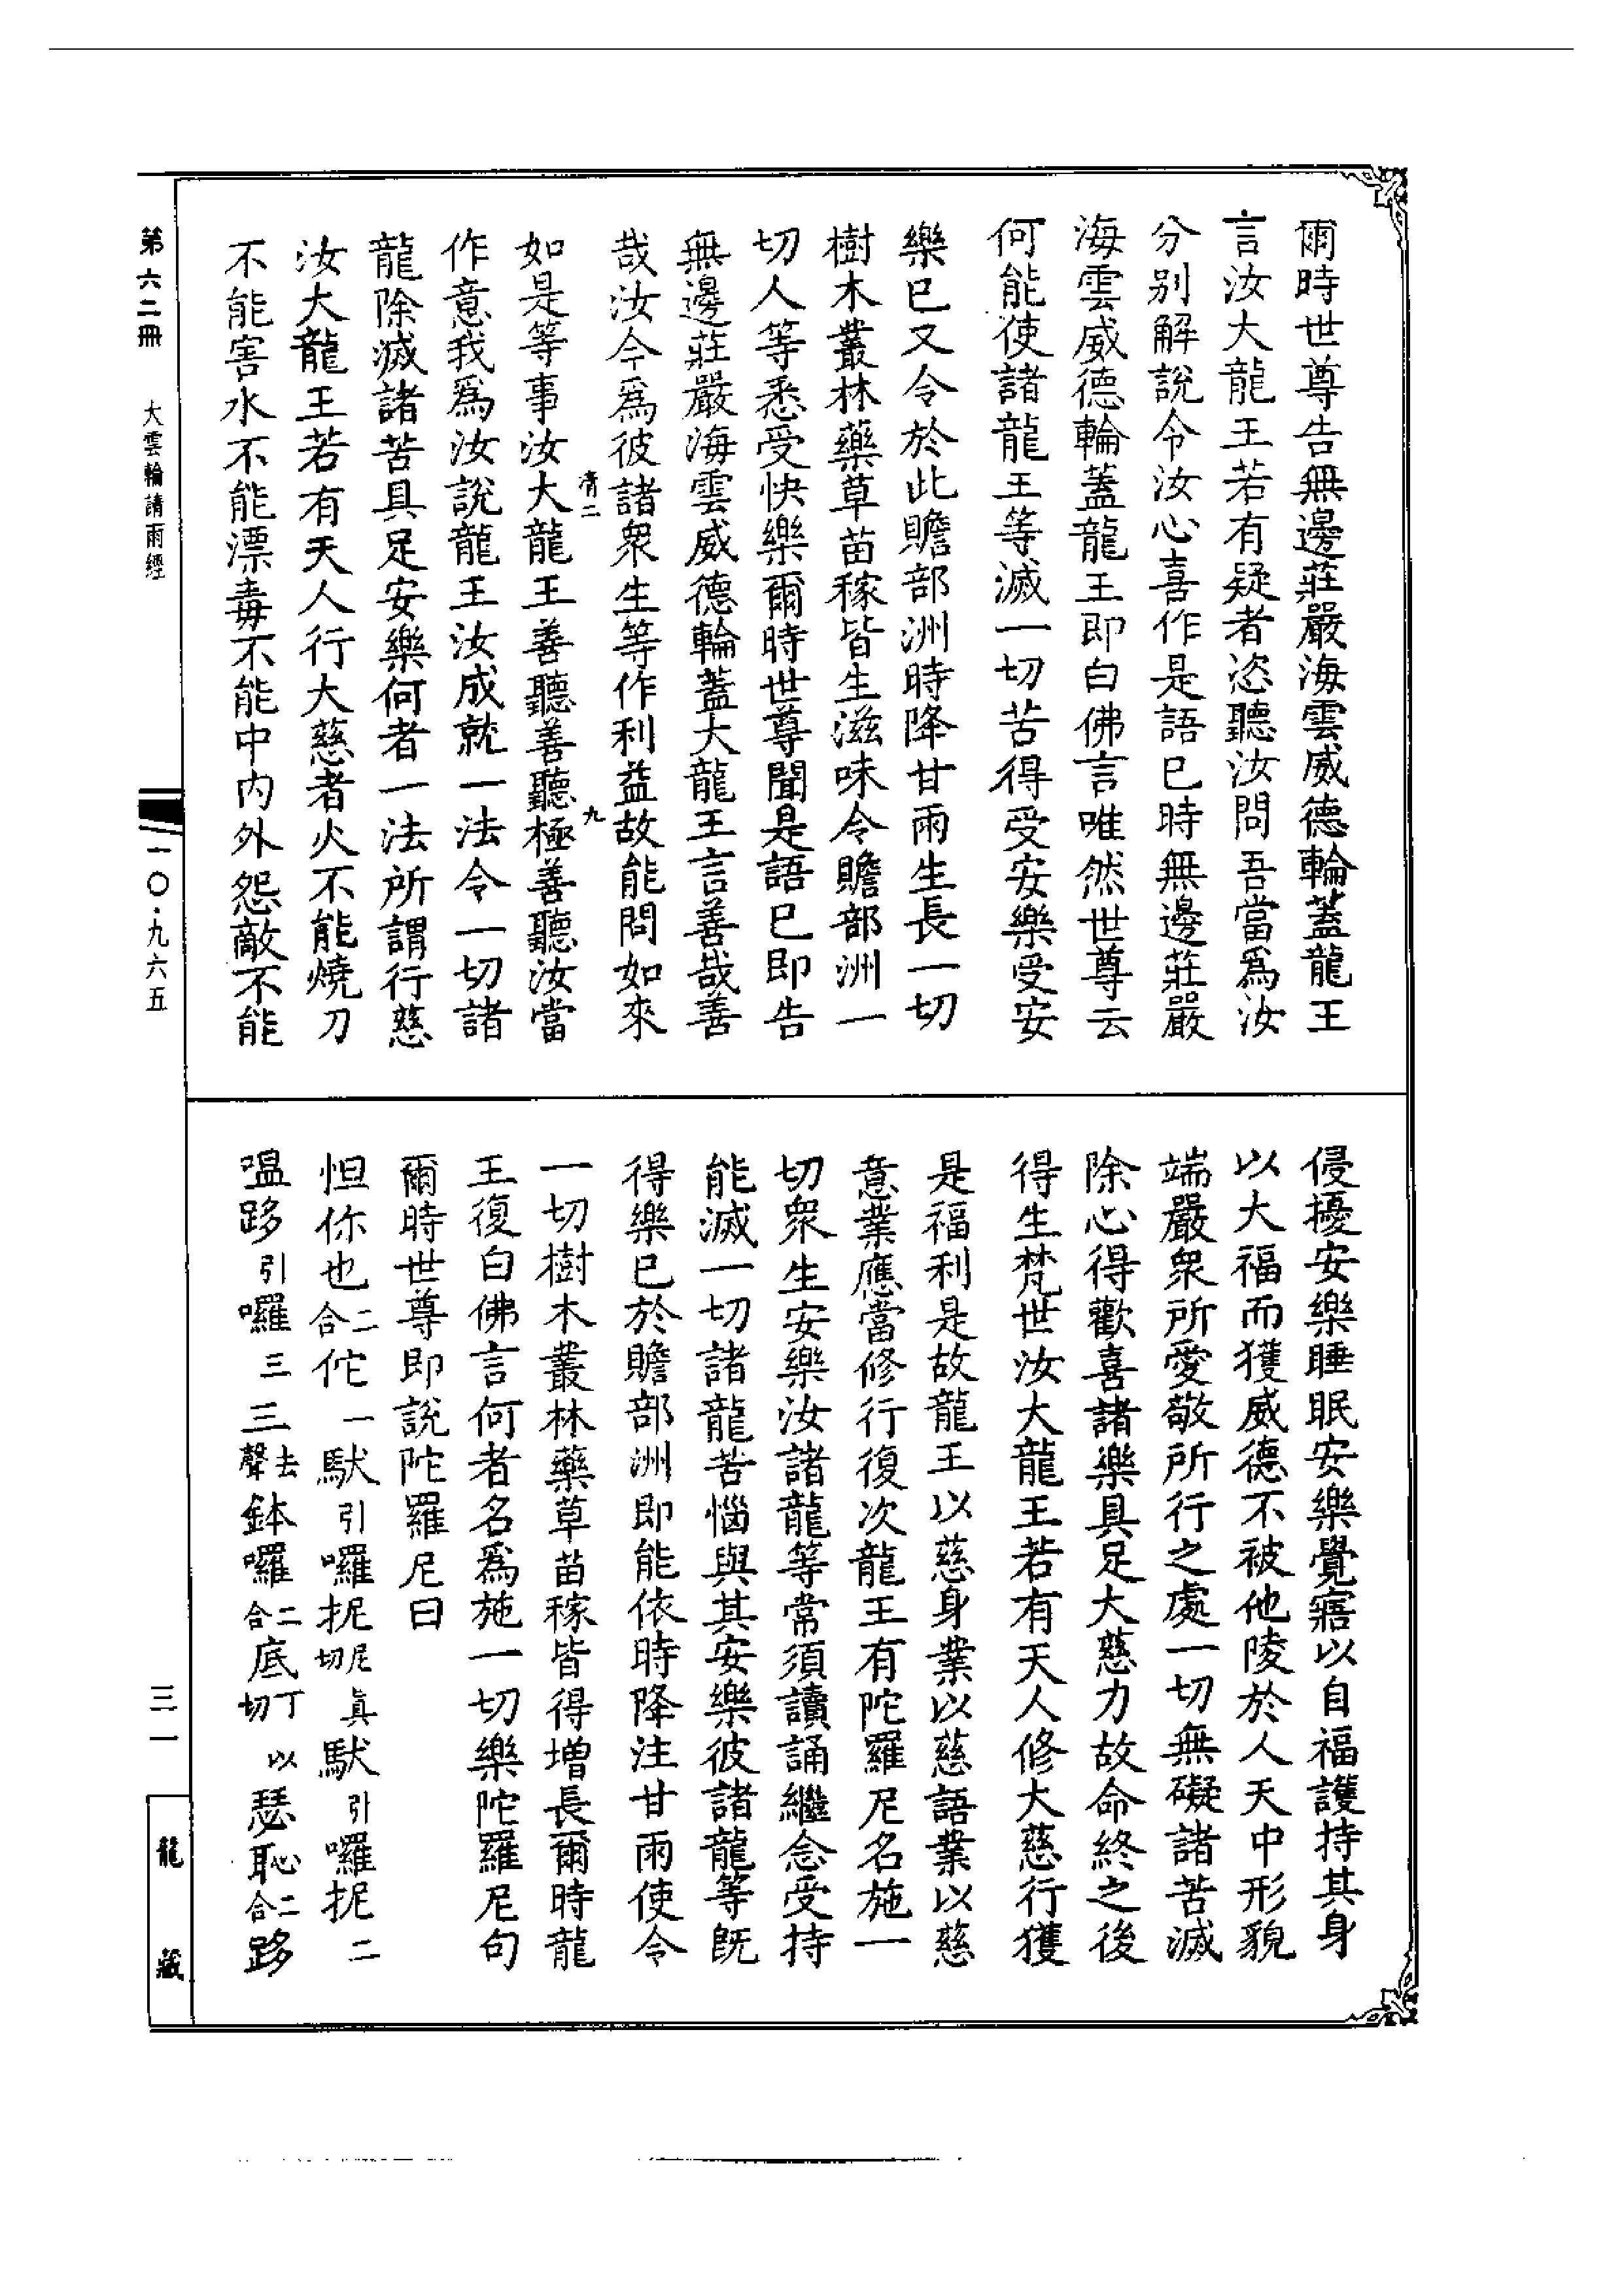 爾時世尊告無邊莊嚴海雲威德輪蓋龍王
言汝大龍王若有疑者恣聽汝問吾當爲汝
分别解說令汝心喜作是語已時無邊莊嚴
海雲威德輪蓋龍王即白佛言唯然世尊云
何能使諸龍王等滅一切苦得受安樂受安
樂已又令於此贍部洲時降甘雨生長一切
樹木叢林藥草苗稼皆生滋味令贍部洲一
切人等悉受快樂爾時世尊聞是語已即告
無邊莊嚴海雲威德輪蓋大龍王言善哉善
哉汝今爲彼諸衆生等作利益故能問如來
如是等事汝大龍王善聽善聽極善聽汝當
作意我爲汝說龍王汝成就一法令一切諸
龍除滅諸苦具足安樂何者一法所謂行慈
汝大龍王若有天人行大慈者火不能燒刀
不能害水不能漂毒不能中内外怨敵不能
侵擾安樂睡眠安樂覺寤以自福護持其身
以大福而獲威德不被他陵於人天中形貌
端嚴衆所愛敬所行之處一切無礙諸苦滅
除心得歡喜諸樂具足大慈力故命終之後
得生梵世汝大龍王若有天人修大慈行獲
是福利是故龍王以慈身業以慈語業以慈
意業應當修行復次龍王有陀羅尼名施一
切衆生安樂汝諸龍等常須讀誦繼念受持
能滅一切諸龍苦惱與其安樂彼諸龍等既
得樂已於贍部洲即能依時降注甘雨使令
一切樹木叢林藥草苗稼皆得增長爾時龍
王復白佛言何者名爲施一切樂陀羅尼句
爾時世尊即說陀羅尼曰
怛你也二合佗一馱引囉抳尼真切馱引囉抳二
嗢跢引囉三三去聲鉢囉二合底丁以切瑟恥二合跢
第六二冊 大雲輪請雨經 一〇·九六五 三一 龍藏
青二 九